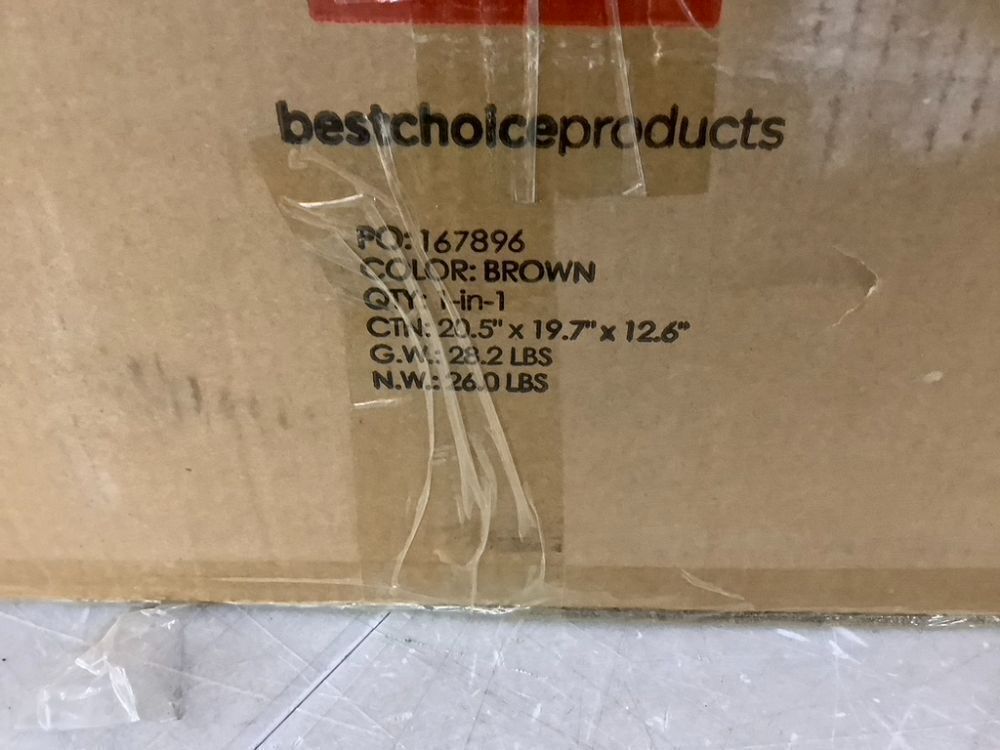 bestchoiceproducts
PO: 167896
COLOR: BROWN
QTY: 1-in-1
CTN: 20.5" x 19.7" x 12.6"
G.W.: 28.2 LBS
N.W.: 26.0 LBS